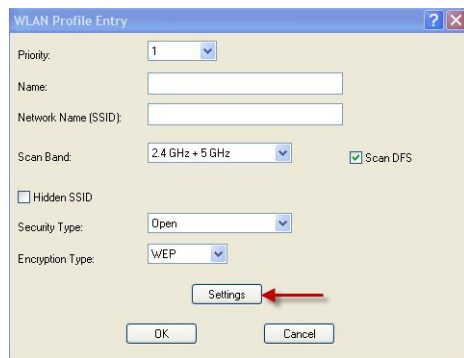 WLAN Profile Entry
Priority: 1
Name:
Network Name (SSID):
Scan Band: 2.4 GHz + 5 GHz Scan DFS
Hidden SSID
Security Type: Open
Encryption Type: WEP
Settings
OK Cancel